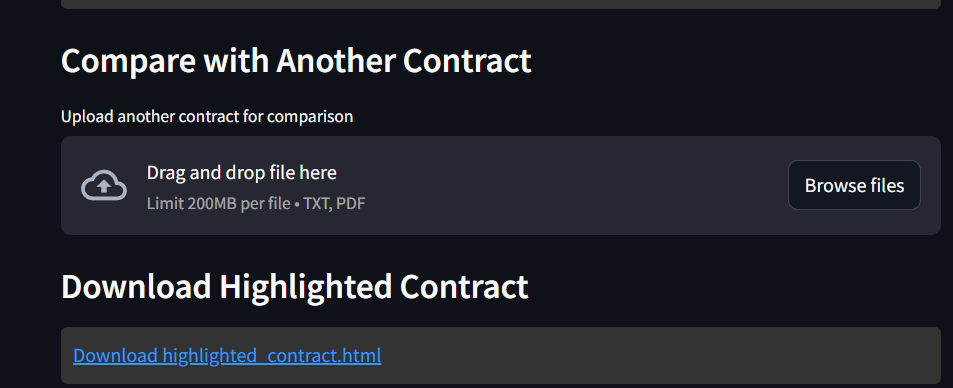 Compare with Another Contract
Upload another contract for comparison
Drag and drop file here
Limit 200MB per file • TXT, PDF
Browse files
Download Highlighted Contract
Download highlighted_contract.html